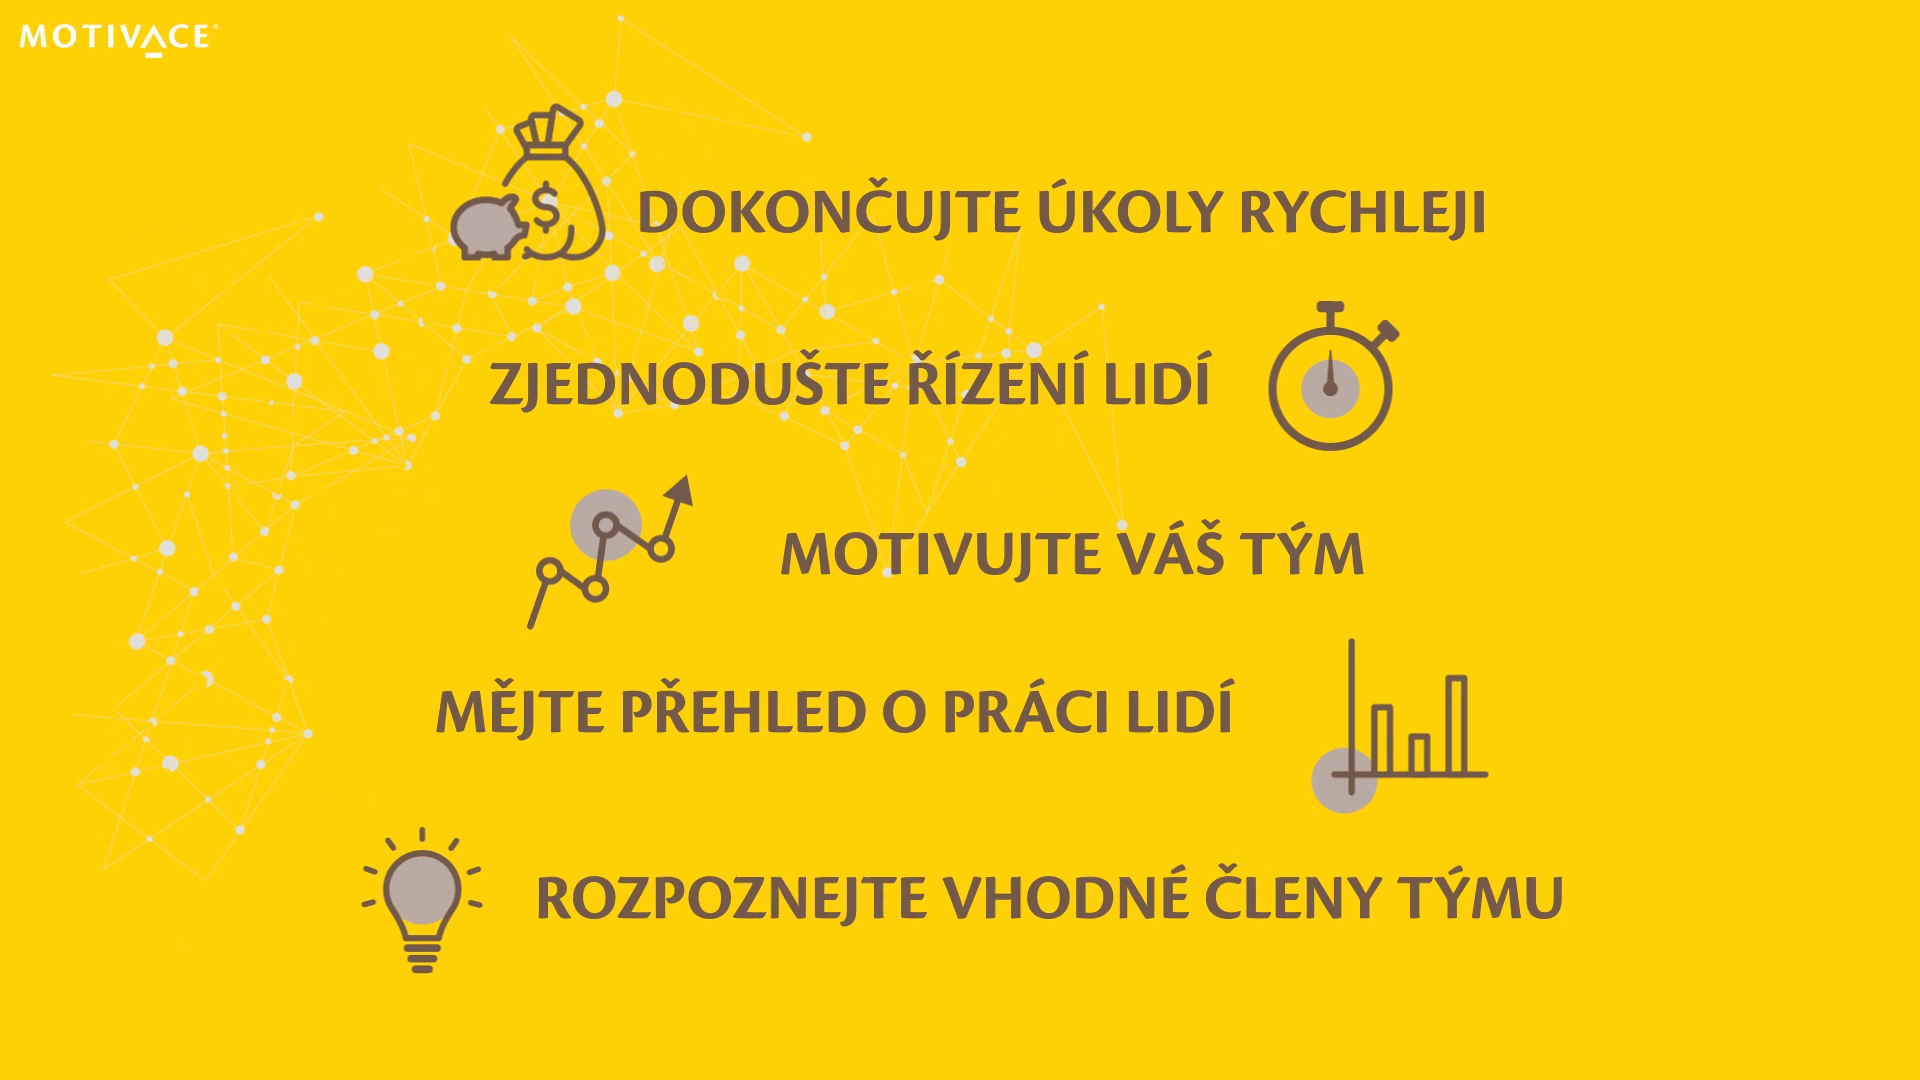 MOTIVACE®
DOKONČUJTE ÚKOLY RYCHLEJI
$
ZJEDNODUŠTE ŘÍZENÍ LIDÍ
MOTIVUJTE VÁŠ TÝM
MĚJTE PŘEHLED O PRÁCI LIDÍ
ROZPOZNEJTE VHODNÉ ČLENY TÝMU